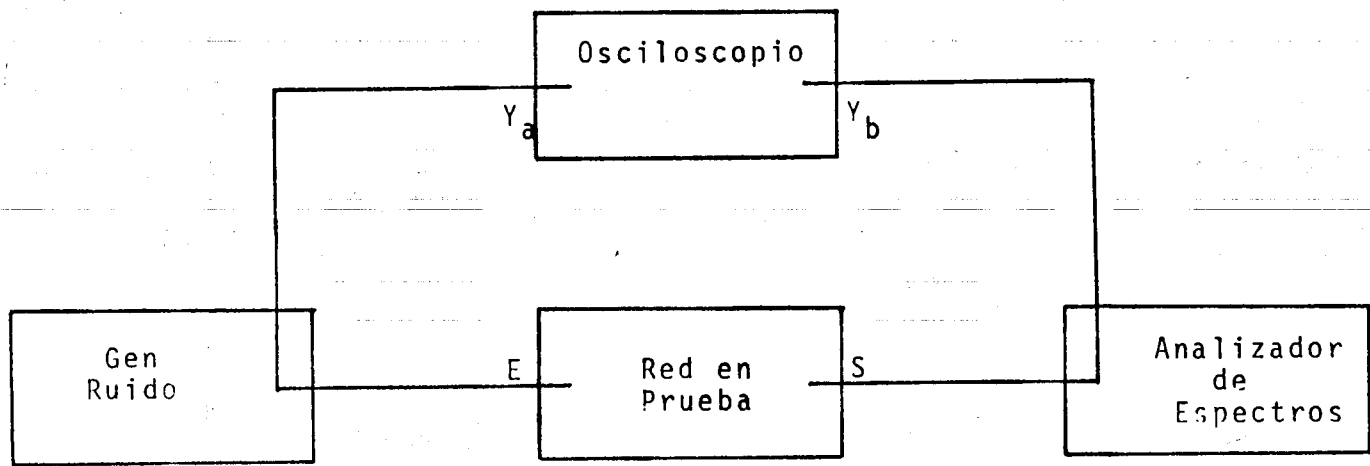 Osciloscopio
Ya
Yb
Gen
Ruido
E
Red en
Prueba
S
Analizador
de
Espectros